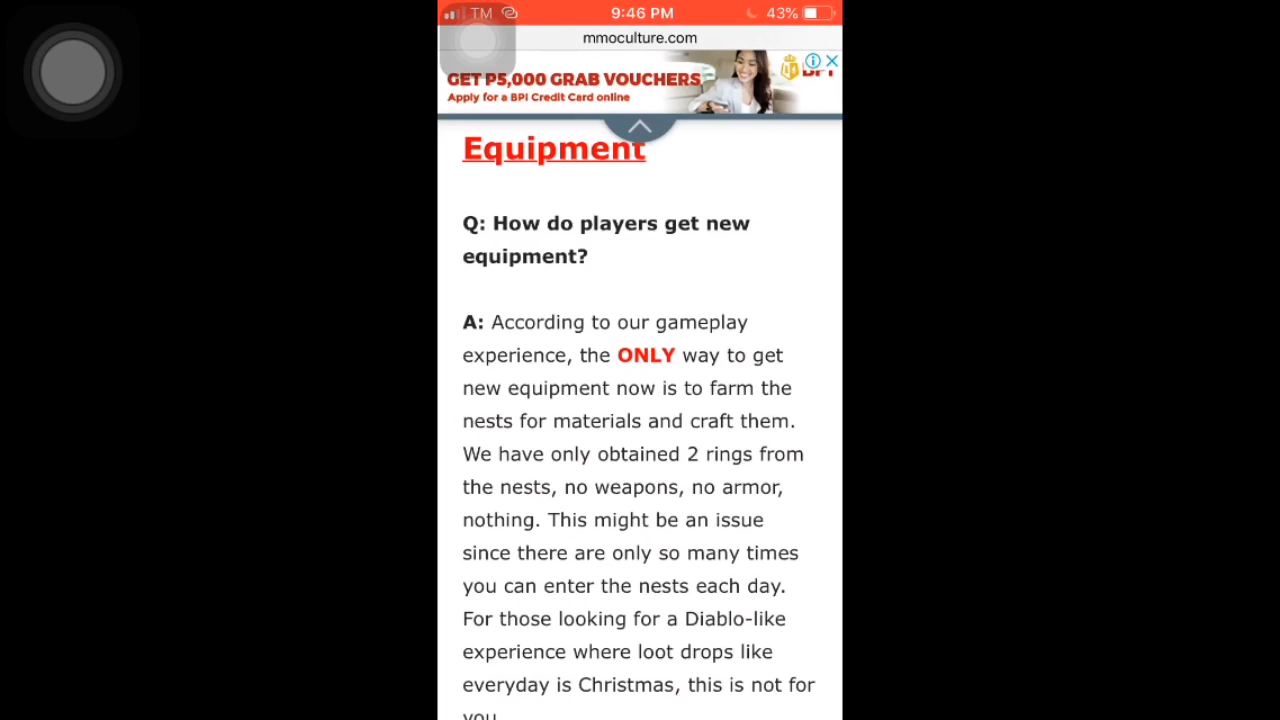 TM 9:46 PM 43%
mmoculture.com
GET P5,000 GRAB VOUCHERS
Apply for a BPI Credit Card online
Equipment
Q: How do players get new
equipment?
A: According to our gameplay
experience, the ONLY way to get
new equipment now is to farm the
nests for materials and craft them.
We have only obtained 2 rings from
the nests, no weapons, no armor,
nothing. This might be an issue
since there are only so many times
you can enter the nests each day.
For those looking for a Diablo-like
experience where loot drops like
everyday is Christmas, this is not for
you